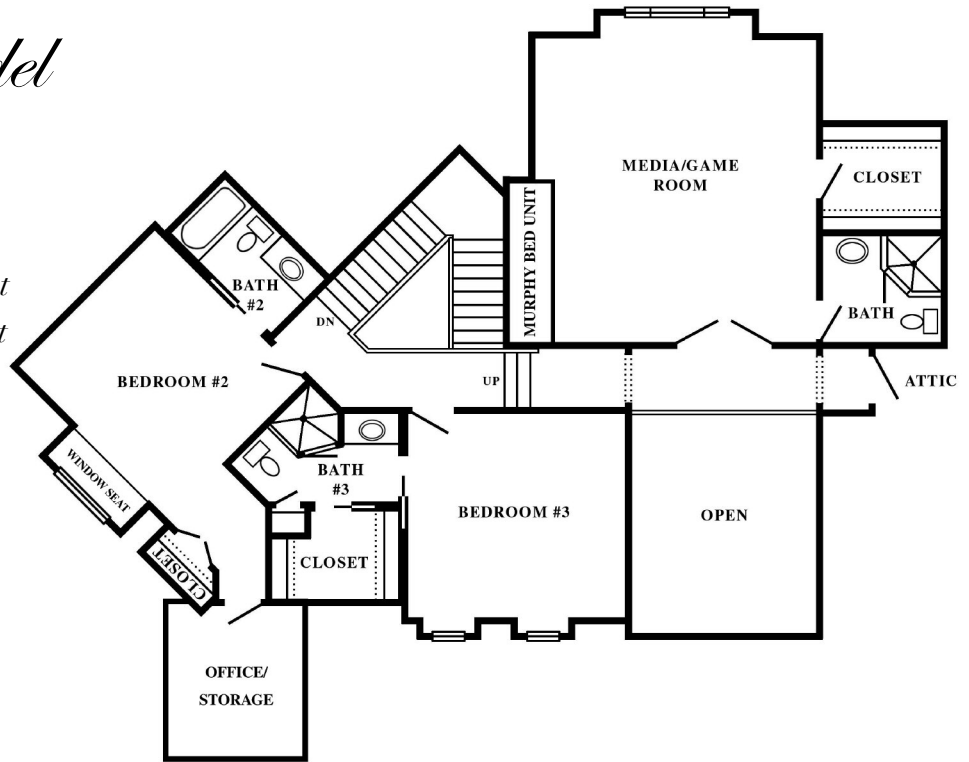 MEDIA/GAME
ROOM
CLOSET
MURPHY BED UNIT
BATH
#2
DN
BATH
BEDROOM #2
UP
ATTIC
WINDOW SEAT
BATH
#3
BEDROOM #3
OPEN
CLOSET
CLOSET
OFFICE/
STORAGE